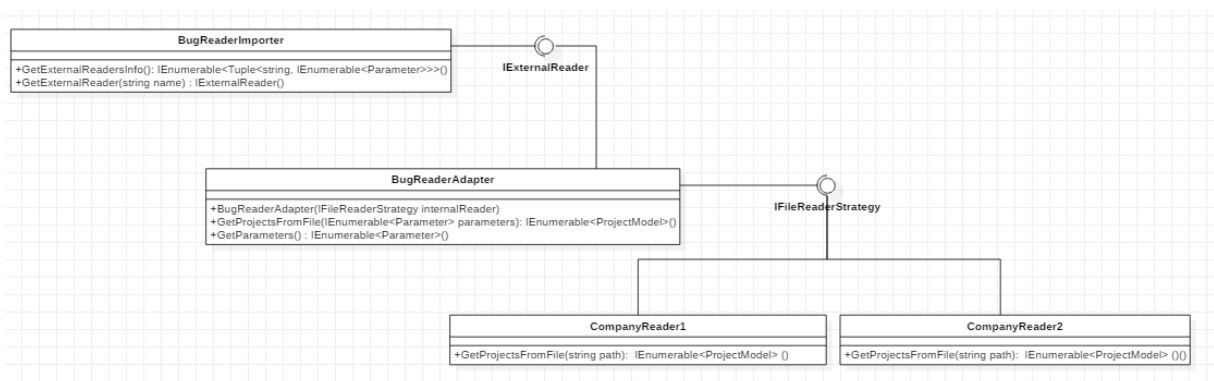 BugReaderImporter
+GetExternalReadersInfo(): IEnumerable<Tuple<string, IEnumerable<Parameter>>>()
+GetExternalReader(string name) : IExternalReader()
IExternalReader
BugReaderAdapter
+BugReaderAdapter(IFileReaderStrategy internalReader)
+GetProjectsFromFile(IEnumerable<Parameter> parameters): IEnumerable<ProjectModel>()
+GetParameters() : IEnumerable<Parameter>()
IFileReaderStrategy
CompanyReader1
+GetProjectsFromFile(string path): IEnumerable<ProjectModel> ()
CompanyReader2
+GetProjectsFromFile(string path): IEnumerable<ProjectModel> ()()